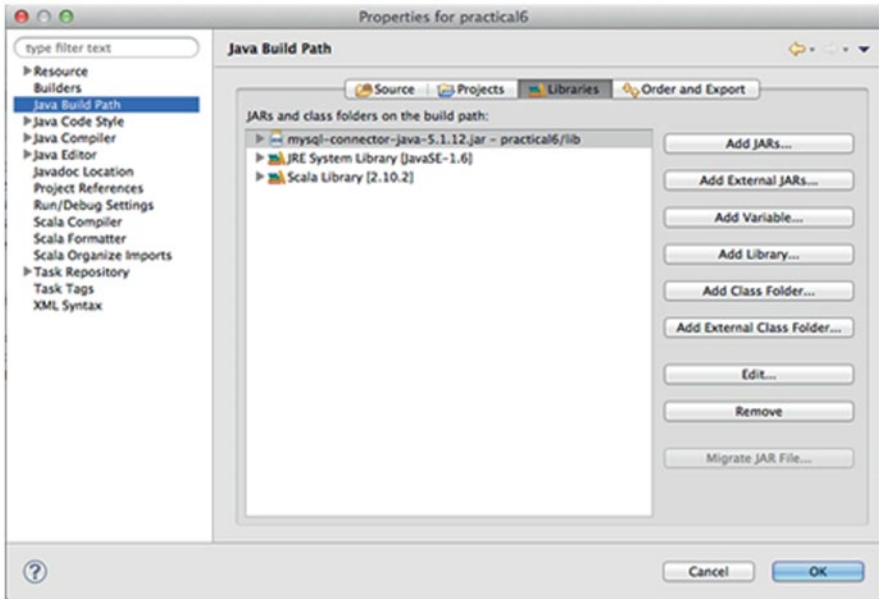 Properties for practical6
type filter text
Resource
Builders
Java Build Path
Java Code Style
Java Compiler
Java Editor
Javadoc Location
Project References
Run/Debug Settings
Scala Compiler
Scala Formatter
Scala Organize Imports
Task Repository
Task Tags
XML Syntax
Java Build Path
Source
Projects
Libraries
Order and Export
JARs and class folders on the build path:
mysql-connector-java-5.1.12.jar - practical6/lib
JRE System Library [JavaSE-1.6]
Scala Library [2.10.2]
Add JARs...
Add External JARs...
Add Variable...
Add Library...
Add Class Folder...
Add External Class Folder...
Edit...
Remove
Migrate JAR File...
?
Cancel
OK